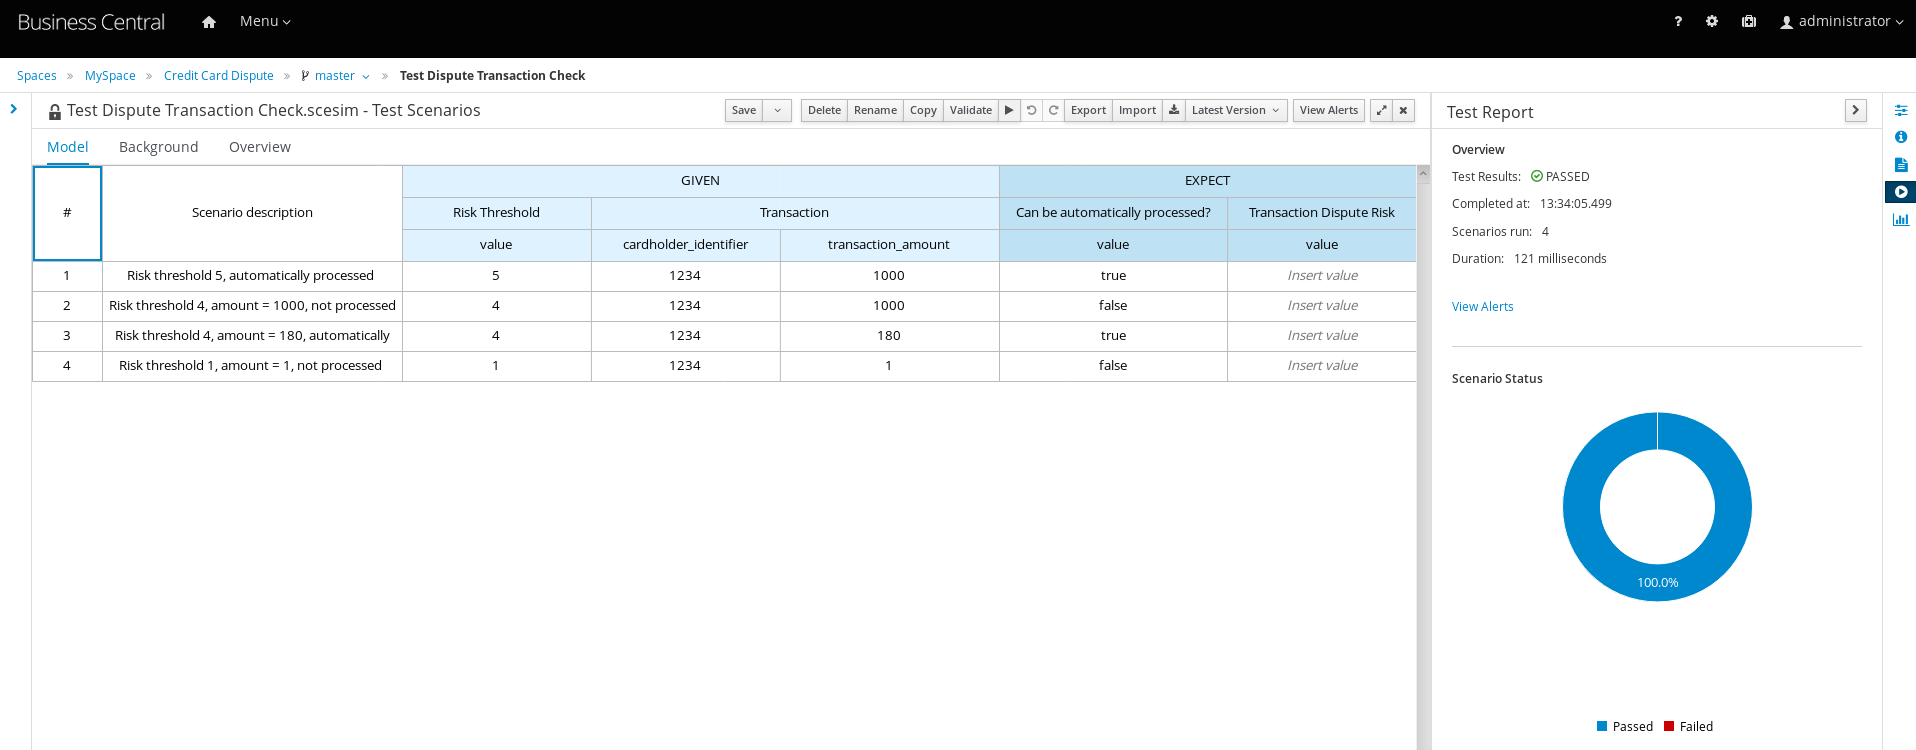 Business Central Menu ? administrator
Spaces » MySpace » Credit Card Dispute » master » Test Dispute Transaction Check
Test Dispute Transaction Check.scesim - Test Scenarios Save Delete Rename Copy Validate Export Import Latest Version View Alerts
Model Background Overview
# Scenario description GIVEN EXPECT
Risk Threshold Transaction Can be automatically processed? Transaction Dispute Risk
value cardholder_identifier transaction_amount value value
1 Risk threshold 5, automatically processed 5 1234 1000 true Insert value
2 Risk threshold 4, amount = 1000, not processed 4 1234 1000 false Insert value
3 Risk threshold 4, amount = 180, automatically 4 1234 180 true Insert value
4 Risk threshold 1, amount = 1, not processed 1 1234 1 false Insert value
Test Report
Overview
Test Results: PASSED
Completed at: 13:34:05.499
Scenarios run: 4
Duration: 121 milliseconds
View Alerts
Scenario Status
100.0%
Passed Failed